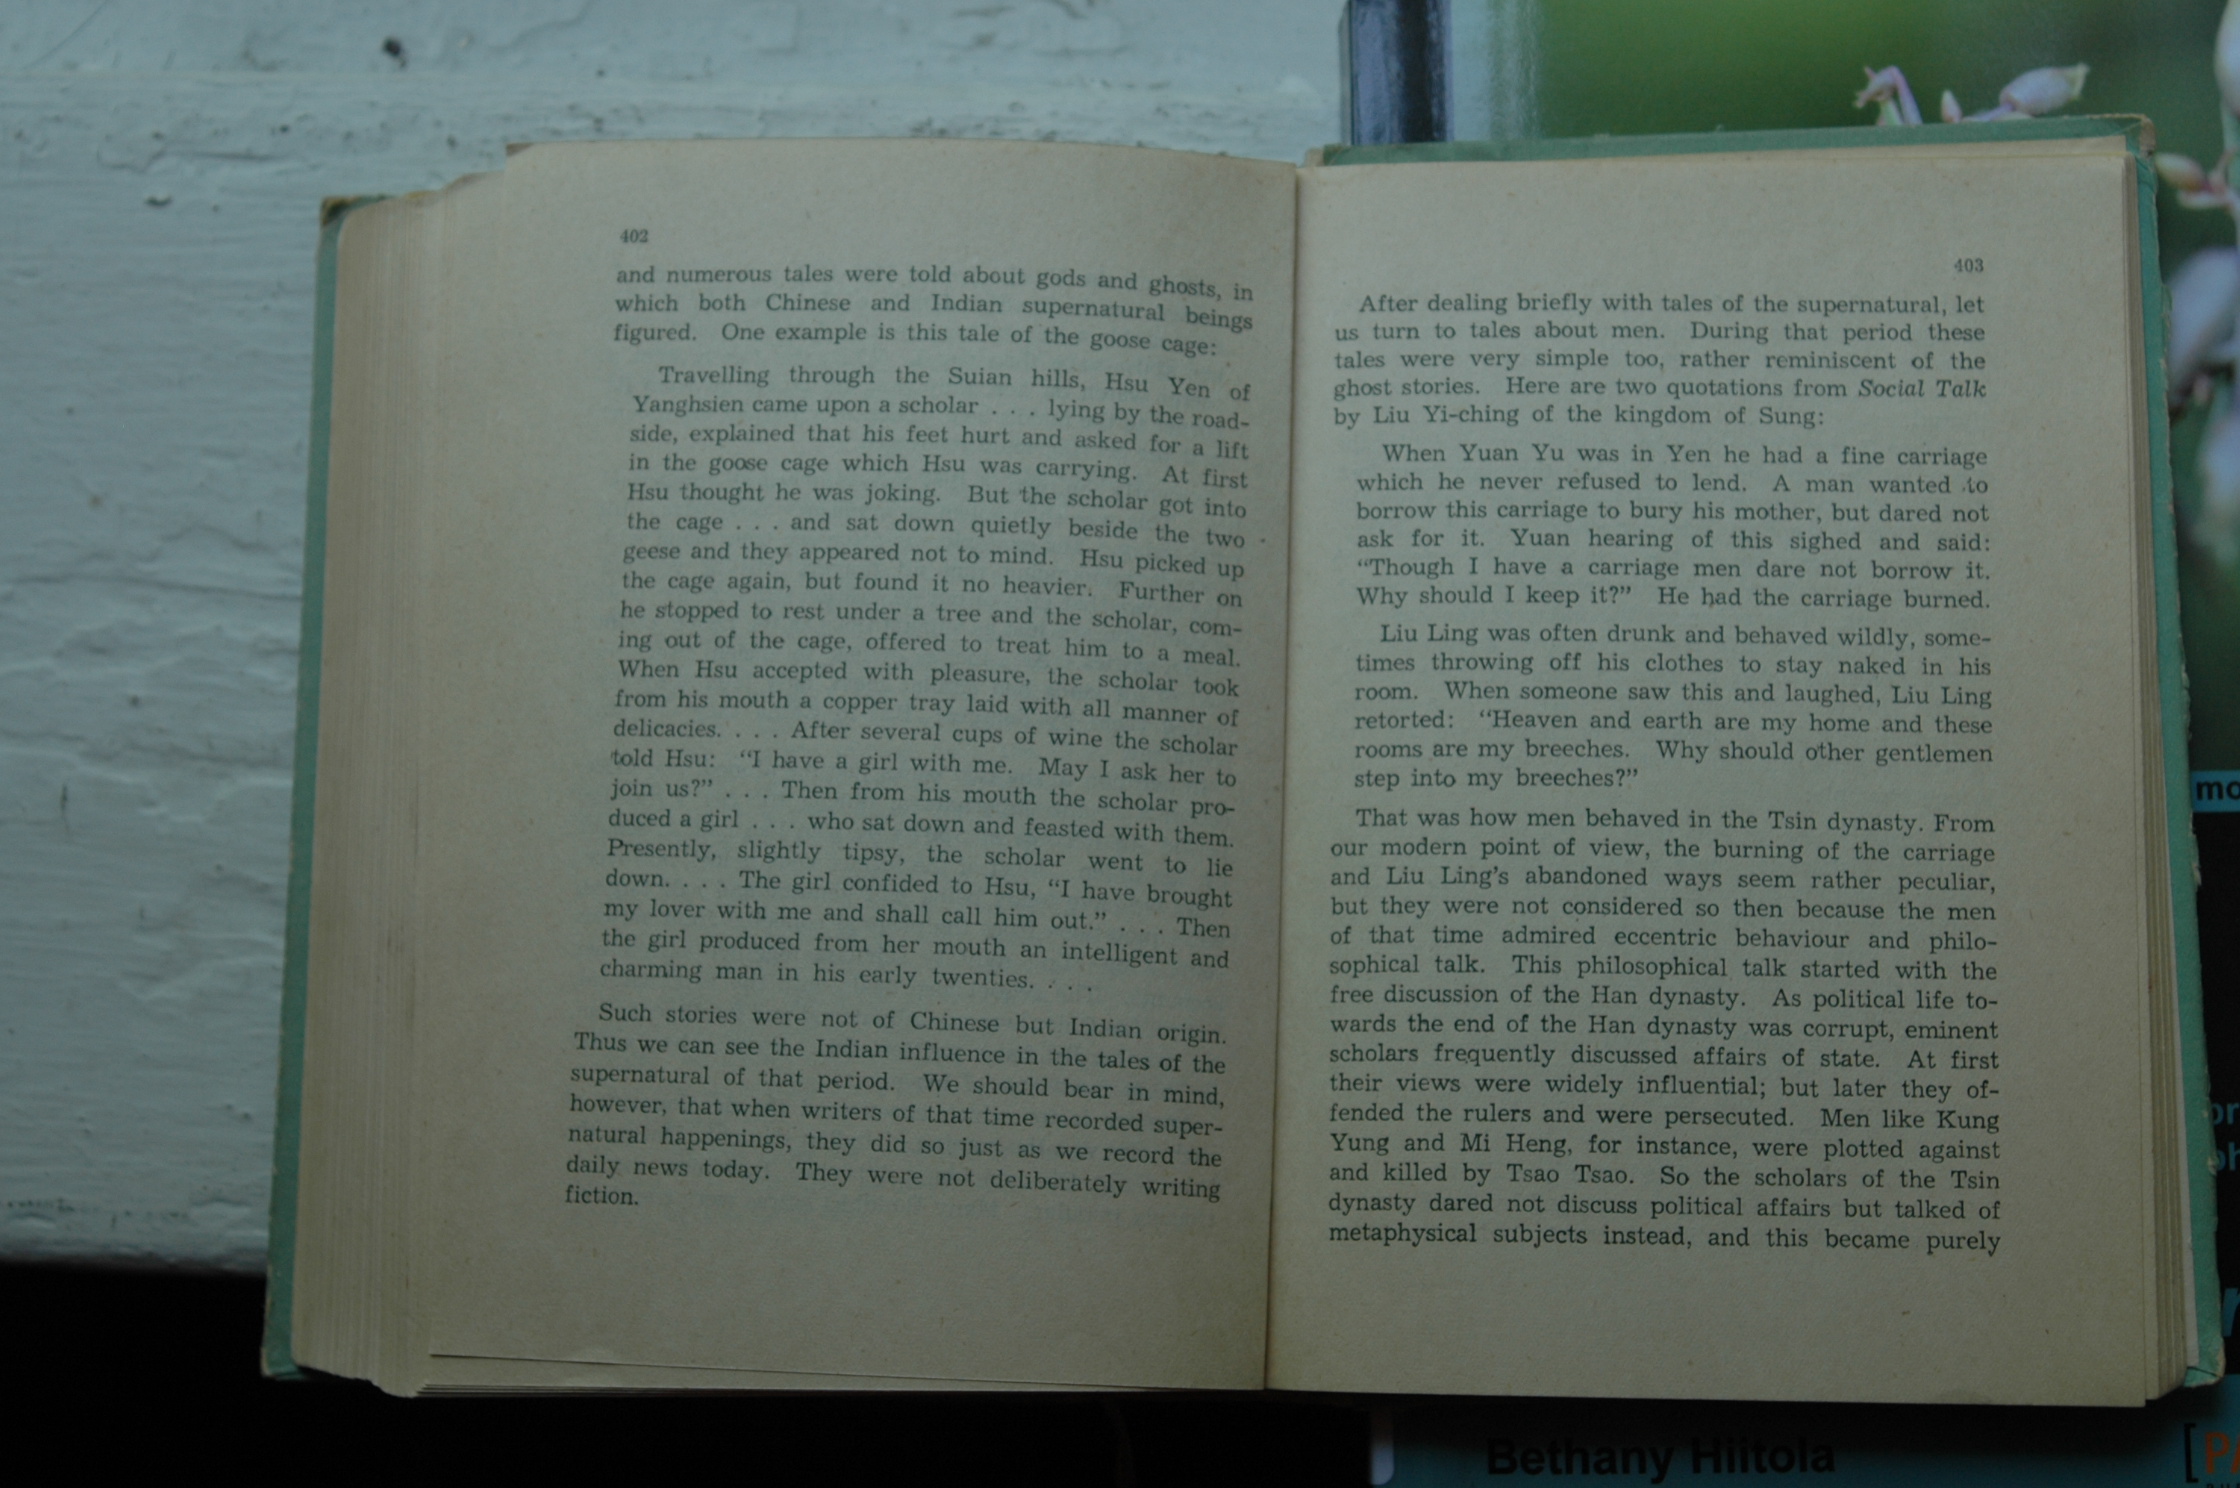 402
and numerous tales were told about gods and ghosts, in
which both Chinese and Indian supernatural beings
figured. One example is this tale of the goose cage:
Travelling through the Suian hills, Hsu Yen of
Yanghsien came upon a scholar . . . lying by the road-
side, explained that his feet hurt and asked for a lift
in the goose cage which Hsu was carrying. At first
Hsu thought he was joking. But the scholar got into
the cage . . . and sat down quietly beside the two
geese and they appeared not to mind. Hsu picked up
the cage again, but found it no heavier. Further on
he stopped to rest under a tree and the scholar, com-
ing out of the cage, offered to treat him to a meal.
When Hsu accepted with pleasure, the scholar took
from his mouth a copper tray laid with all manner of
delicacies. . . . After several cups of wine the scholar
told Hsu: "I have a girl with me. May I ask her to
join us?" . . . Then from his mouth the scholar pro-
duced a girl . . . who sat down and feasted with them.
Presently, slightly tipsy, the scholar went to lie
down. . . . The girl confided to Hsu, "I have brought
my lover with me and shall call him out." . . . Then
the girl produced from her mouth an intelligent and
charming man in his early twenties. . . .
Such stories were not of Chinese but Indian origin.
Thus we can see the Indian influence in the tales of the
supernatural of that period. We should bear in mind,
however, that when writers of that time recorded super-
natural happenings, they did so just as we record the
daily news today. They were not deliberately writing
fiction.
403
After dealing briefly with tales of the supernatural, let
us turn to tales about men. During that period these
tales were very simple too, rather reminiscent of the
ghost stories. Here are two quotations from Social Talk
by Liu Yi-ching of the kingdom of Sung:
When Yuan Yu was in Yen he had a fine carriage
which he never refused to lend. A man wanted to
borrow this carriage to bury his mother, but dared not
ask for it. Yuan hearing of this sighed and said:
"Though I have a carriage men dare not borrow it.
Why should I keep it?" He had the carriage burned.
Liu Ling was often drunk and behaved wildly, some-
times throwing off his clothes to stay naked in his
room. When someone saw this and laughed, Liu Ling
retorted: "Heaven and earth are my home and these
rooms are my breeches. Why should other gentlemen
step into my breeches?"
That was how men behaved in the Tsin dynasty. From
our modern point of view, the burning of the carriage
and Liu Ling's abandoned ways seem rather peculiar,
but they were not considered so then because the men
of that time admired eccentric behaviour and philo-
sophical talk. This philosophical talk started with the
free discussion of the Han dynasty. As political life to-
wards the end of the Han dynasty was corrupt, eminent
scholars frequently discussed affairs of state. At first
their views were widely influential; but later they of-
fended the rulers and were persecuted. Men like Kung
Yung and Mi Heng, for instance, were plotted against
and killed by Tsao Tsao. So the scholars of the Tsin
dynasty dared not discuss political affairs but talked of
metaphysical subjects instead, and this became purely
Bethany Hiitola